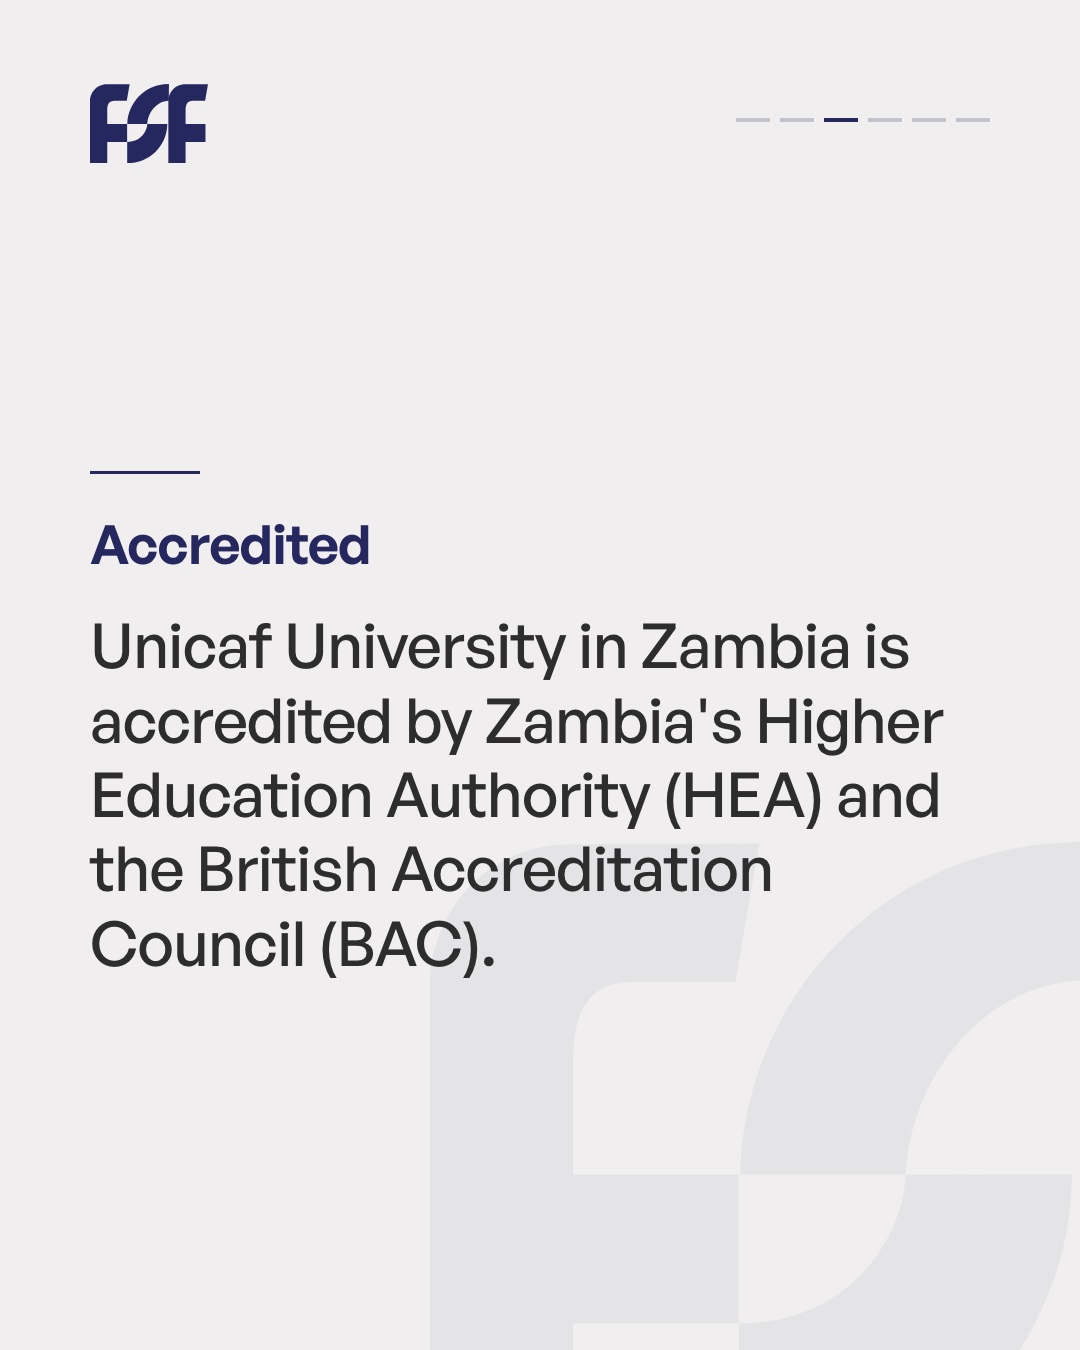 FSF
Accredited
Unicaf University in Zambia is
accredited by Zambia's Higher
Education Authority (HEA) and
the British Accreditation
Council (BAC).